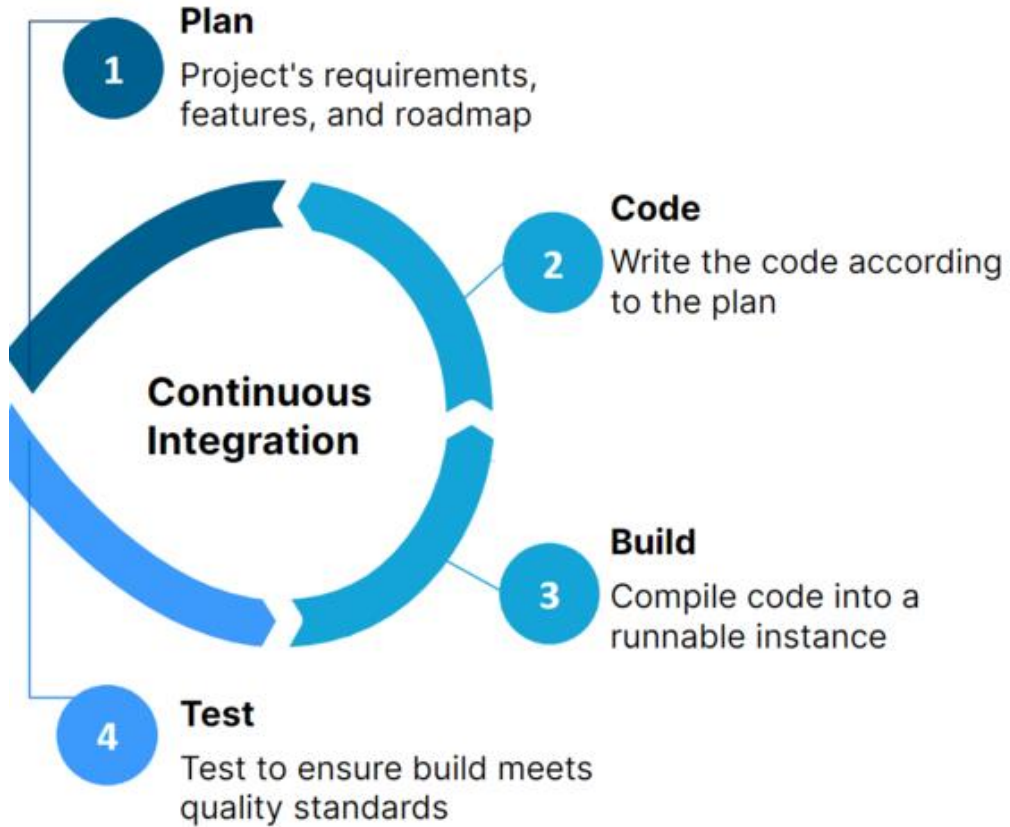 Plan
1
Project's requirements,
features, and roadmap
Code
2
Write the code according
to the plan
Continuous
Integration
Build
3
Compile code into a
runnable instance
Test
4
Test to ensure build meets
quality standards